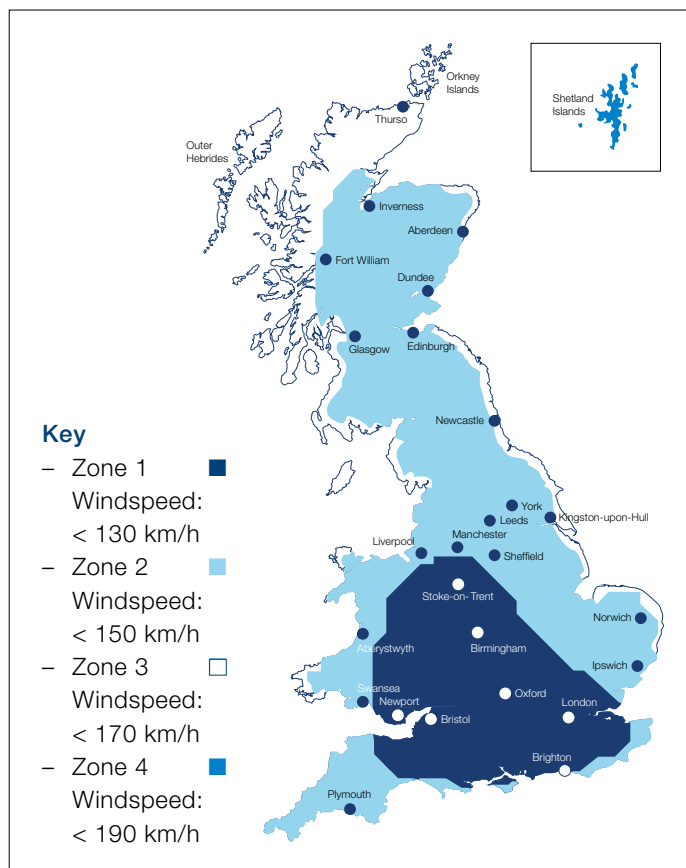 Orkney
Islands
Thurso
Shetland
Islands
Outer
Hebrides
Inverness
Aberdeen
Fort William
Dundee
Glasgow
Edinburgh
Newcastle
York
Kingston-upon-Hull
Leeds
Liverpool
Manchester
Sheffield
Stoke-on-Trent
Norwich
Aberystwyth
Birmingham
Ipswich
Swansea
Newport
Oxford
London
Bristol
Brighton
Plymouth
Key
– Zone 1
Windspeed:
< 130 km/h
– Zone 2
Windspeed:
< 150 km/h
– Zone 3
Windspeed:
< 170 km/h
– Zone 4
Windspeed:
< 190 km/h